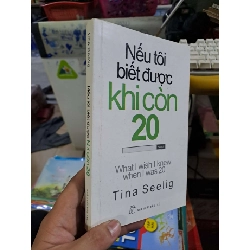 Nếu tôi
biết được
khi còn
20
What I wish I knew
when I was 20
Tina Seelig